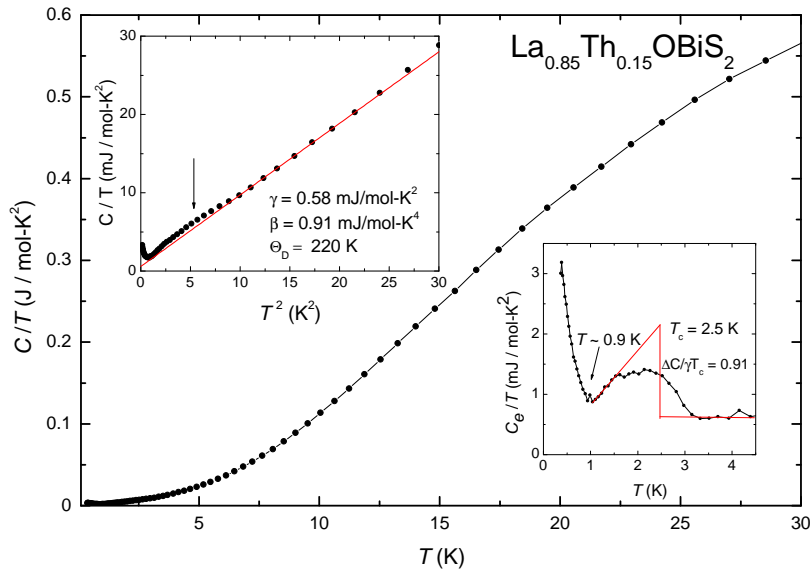 La0.85Th0.15OBiS2
C/T (J / mol-K2)
0.6
0.5
0.4
0.3
0.2
0.1
0
5
10
15
20
25
30
T (K)
C / T (mJ / mol-K2)
30
20
10
0
0
5
10
15
20
25
30
T 2 (K2)
γ = 0.58 mJ/mol-K2
β = 0.91 mJ/mol-K4
ΘD = 220 K
Ce/T (mJ / mol-K2)
3
2
1
0
0
1
2
3
4
T (K)
T ~ 0.9 K
Tc = 2.5 K
ΔC/γTc = 0.91